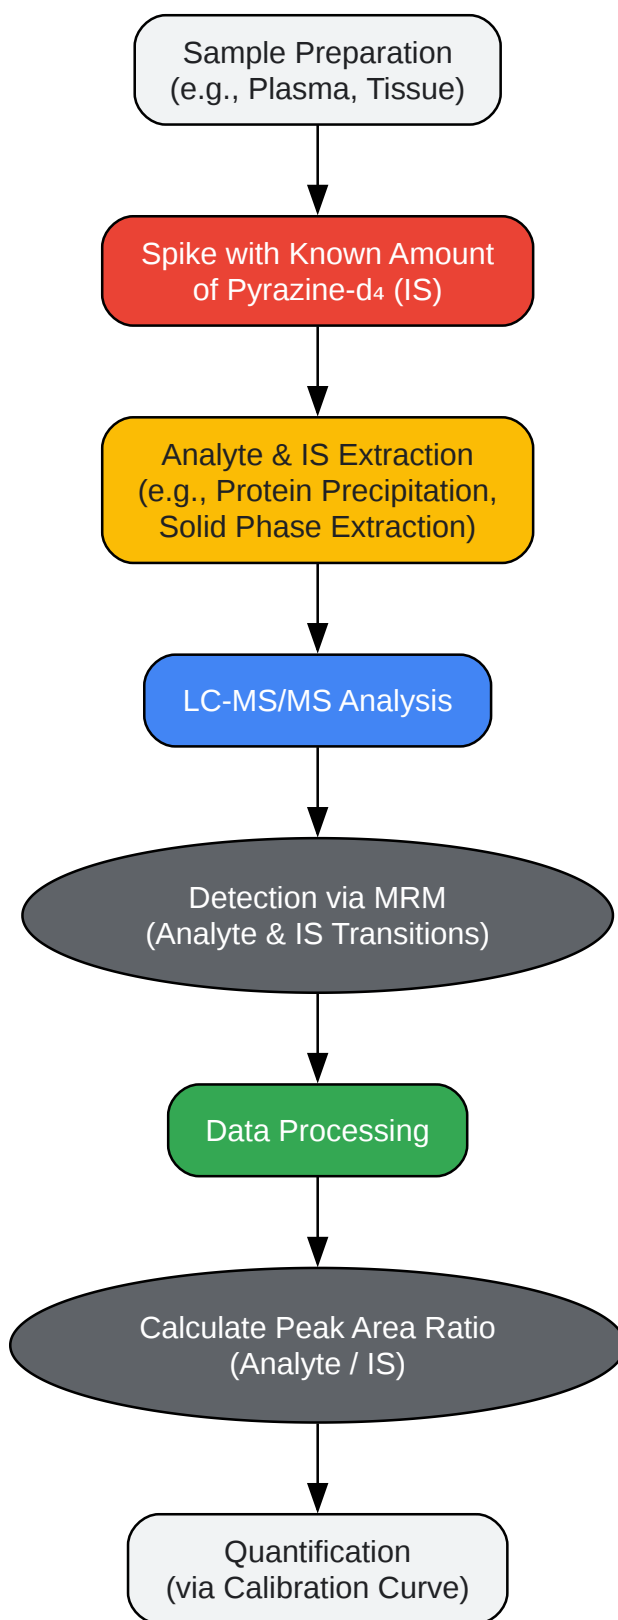 Sample Preparation
(e.g., Plasma, Tissue)
Spike with Known Amount
of Pyrazine-d₄ (IS)
Analyte & IS Extraction
(e.g., Protein Precipitation,
Solid Phase Extraction)
LC-MS/MS Analysis
Detection via MRM
(Analyte & IS Transitions)
Data Processing
Calculate Peak Area Ratio
(Analyte / IS)
Quantification
(via Calibration Curve)